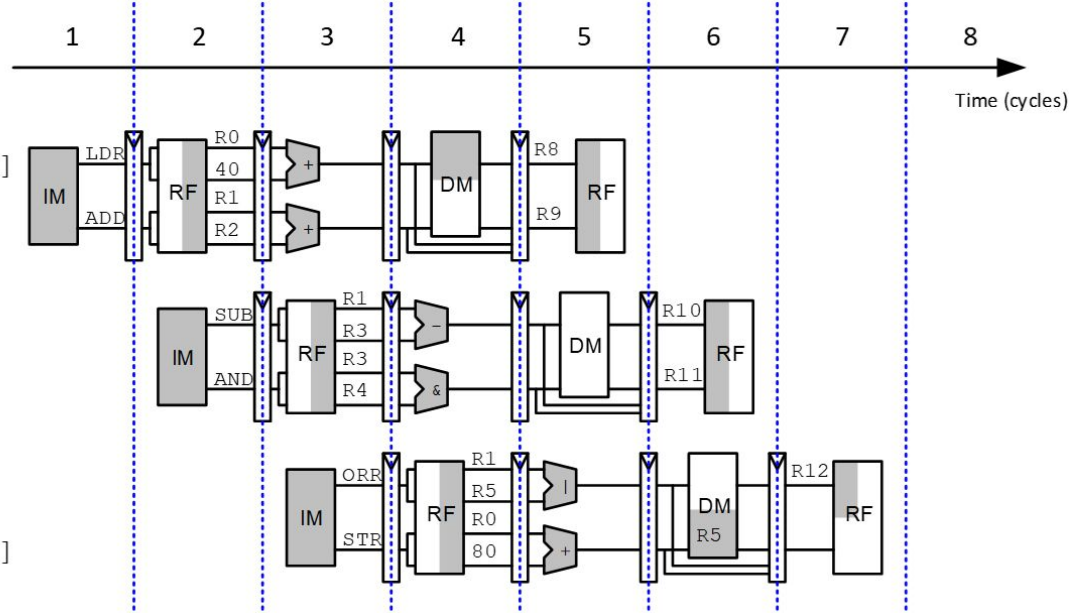 1 2 3 4 5 6 7 8
Time (cycles)
]
IM
LDR
ADD
RF
R0
40
R1
R2
+
+
DM
R8
R9
RF
IM
SUB
AND
RF
R1
R3
R3
R4
-
&
DM
R10
R11
RF
]
IM
ORR
STR
RF
R1
R5
R0
80
|
+
DM
R5
R12
RF